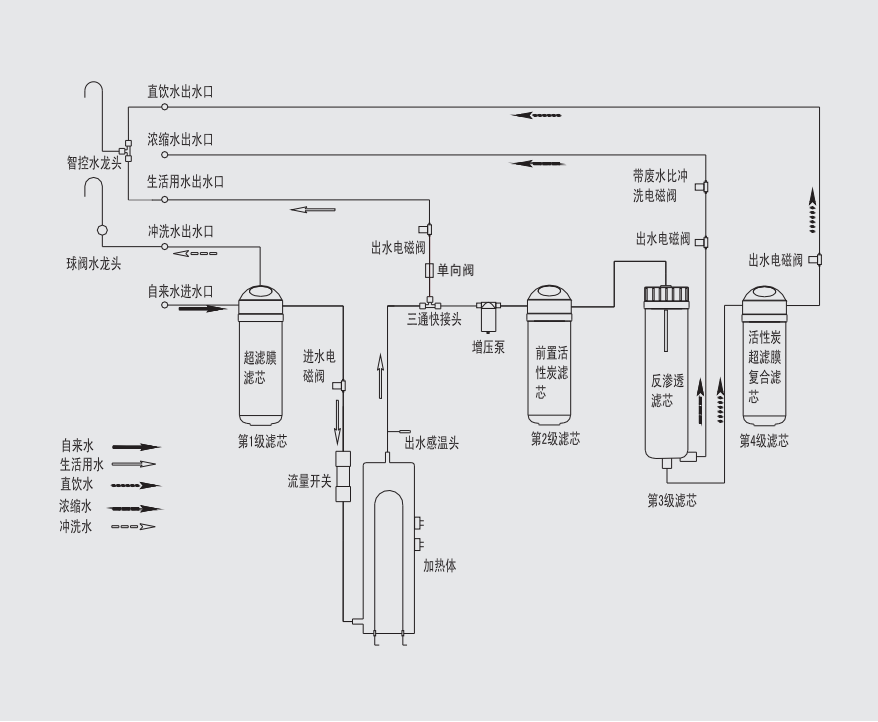 直饮水出水口
浓缩水出水口
智控水龙头
生活用水出水口
带废水比冲
洗电磁阀
冲洗水出水口
出水电磁阀
出水电磁阀
球阀水龙头
单向阀
出水电磁阀
自来水进水口
三通快接头
增压泵
超滤膜
滤芯
进水电
磁阀
前置活
性炭滤
芯
反渗透
滤芯
活性炭
超滤膜
复合滤
芯
第1级滤芯
出水感温头
第2级滤芯
第4级滤芯
自来水
生活用水
流量开关
直饮水
第3级滤芯
浓缩水
冲洗水
加热体